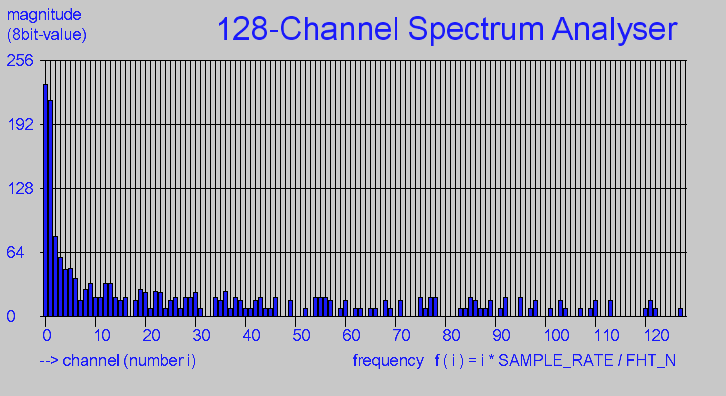 magnitude
(8bit-value)
128-Channel Spectrum Analyser
256
192
128
64
0
0 10 20 30 40 50 60 70 80 90 100 110 120
--> channel (number i)
frequency f ( i ) = i * SAMPLE_RATE / FHT_N